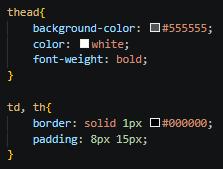 thead{
    background-color: #555555;
    color: white;
    font-weight: bold;
}

td, th{
    border: solid 1px #000000;
    padding: 8px 15px;
}